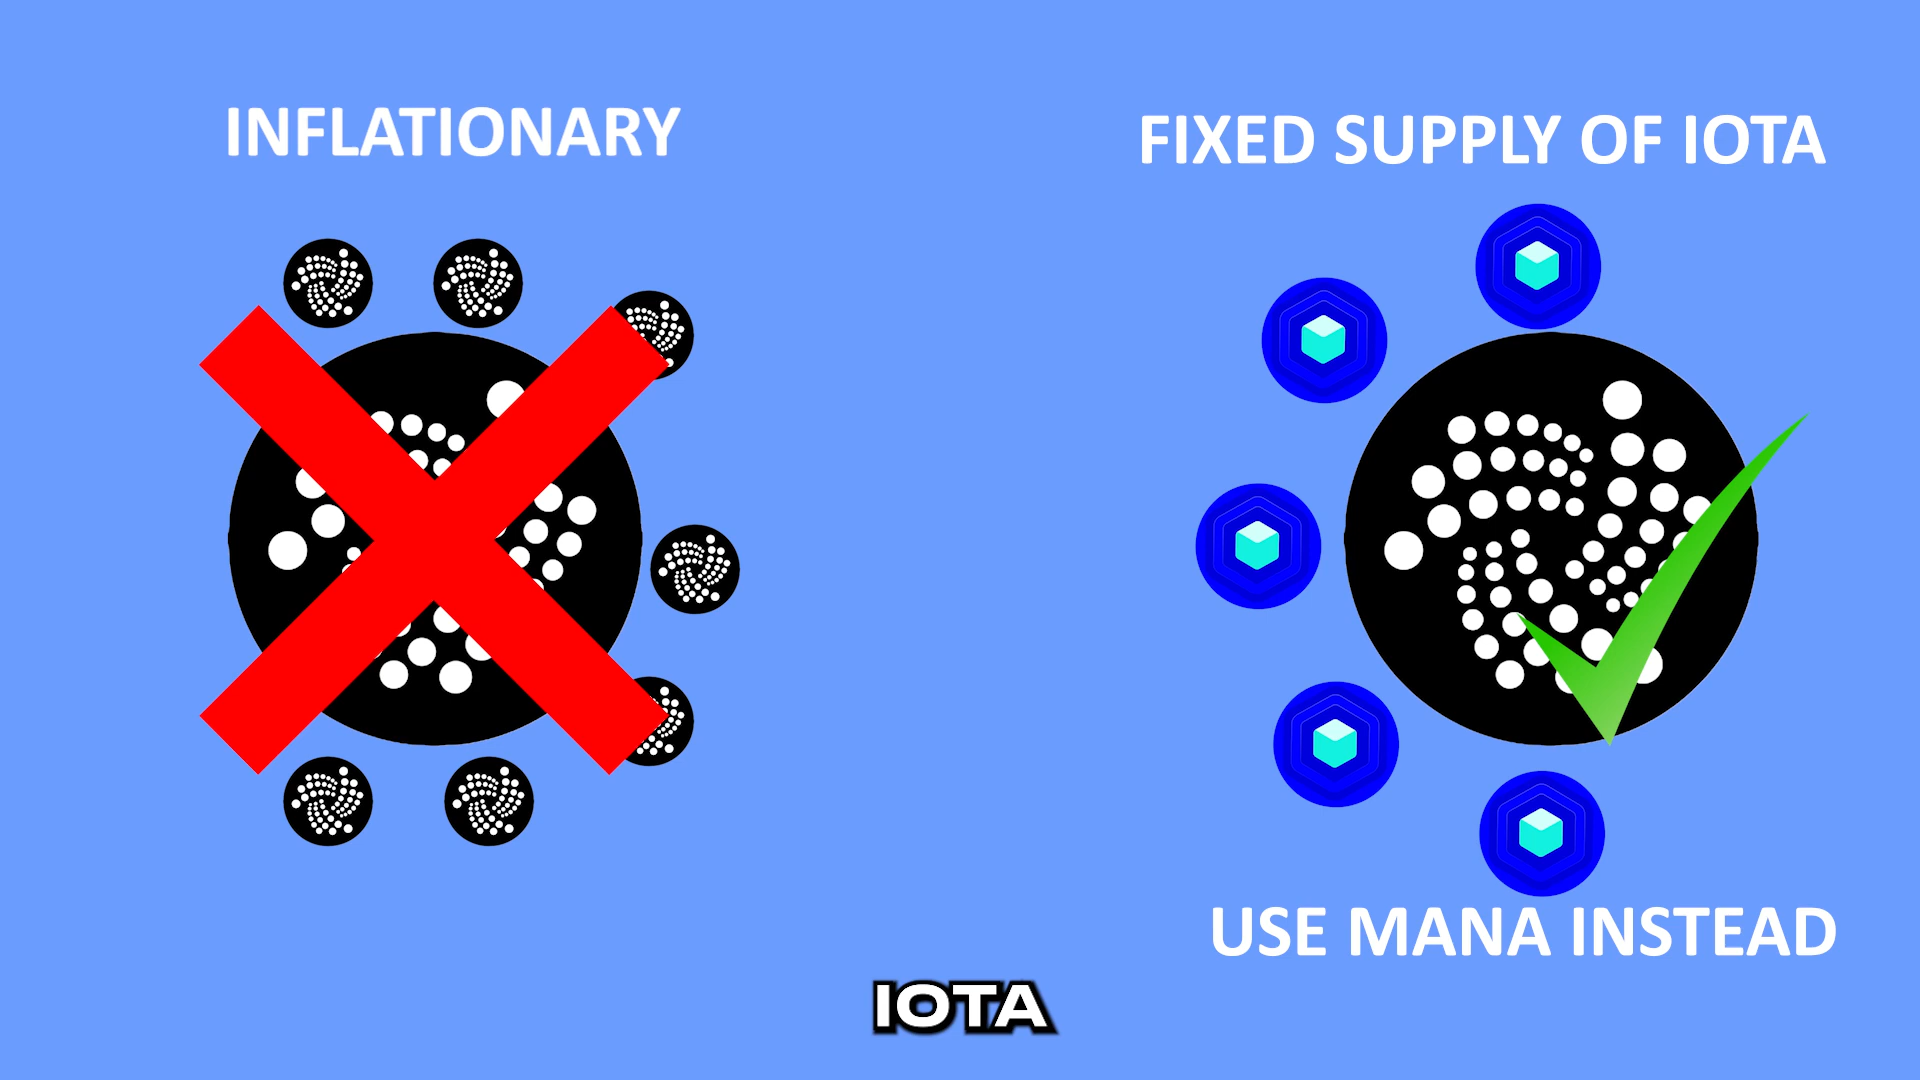 INFLATIONARY
FIXED SUPPLY OF IOTA
USE MANA INSTEAD
IOTA